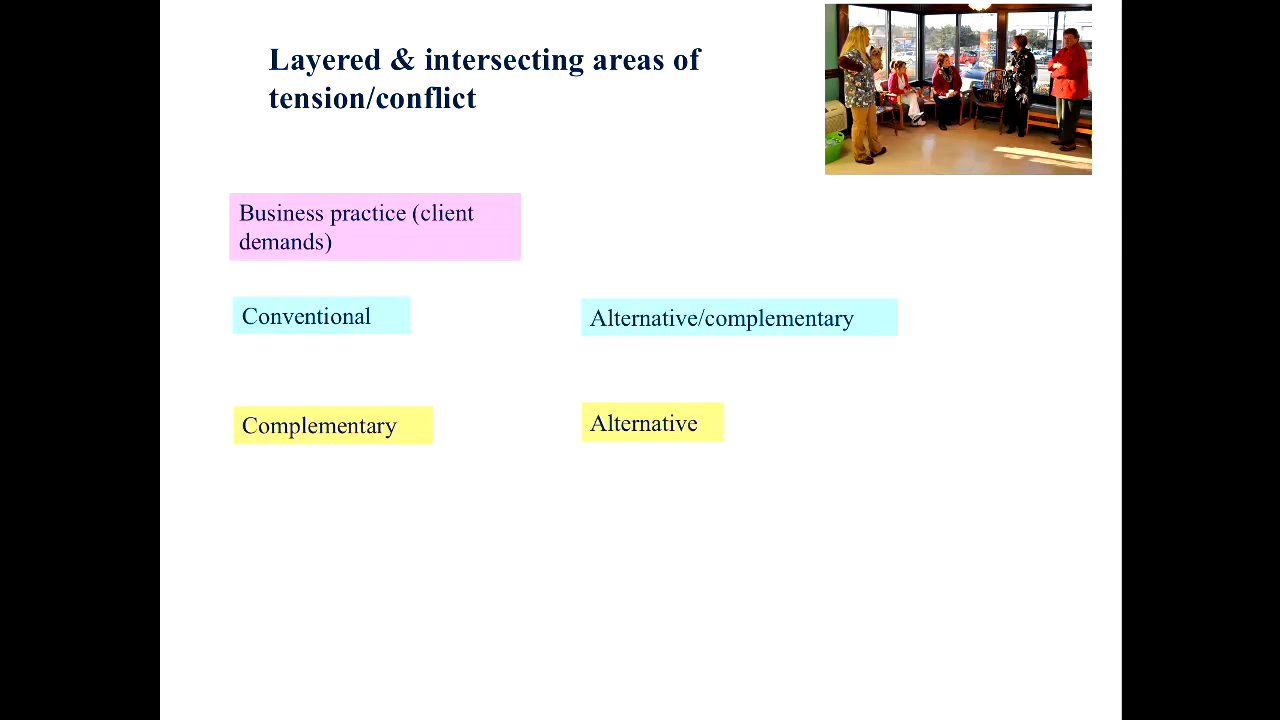 Layered & intersecting areas of
tension/conflict
Business practice (client
demands)
Conventional
Alternative/complementary
Complementary
Alternative